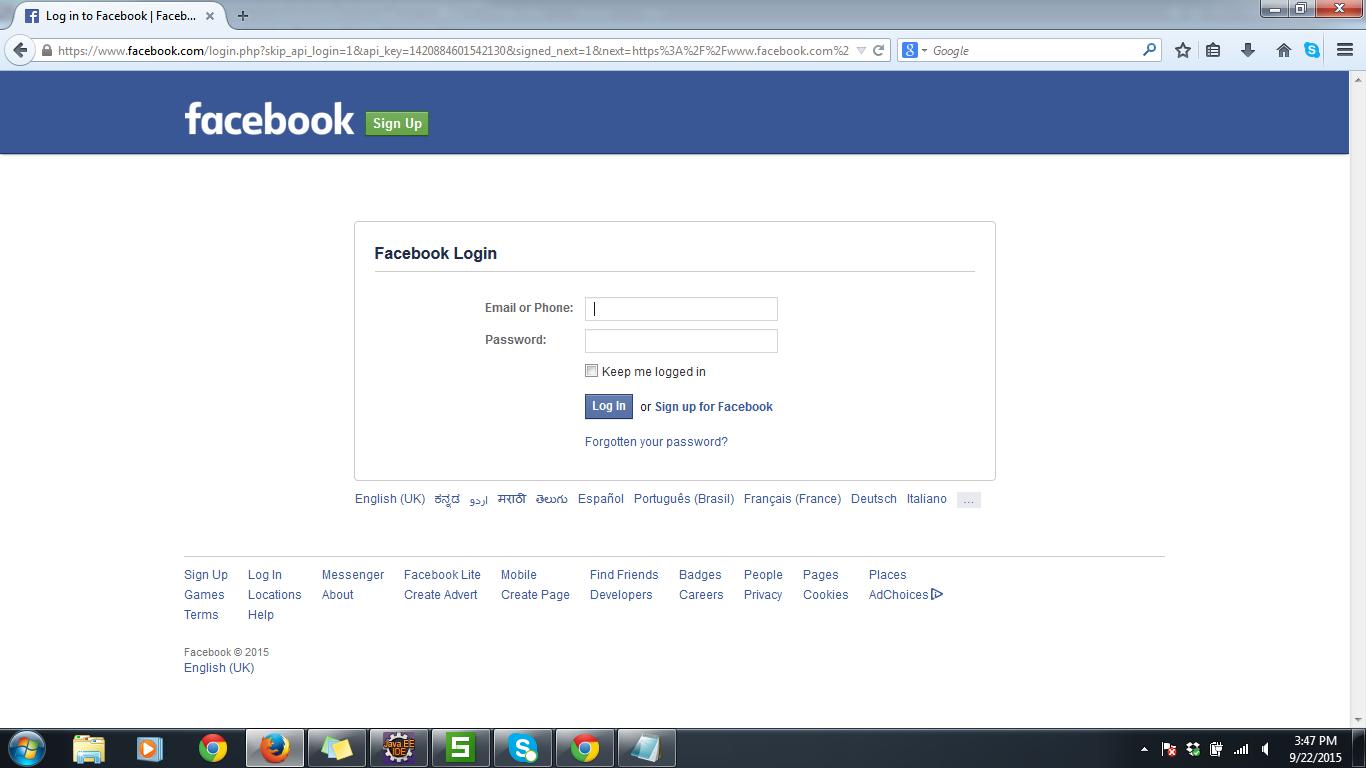 Log in to Facebook | Faceb...
https://www.facebook.com/login.php?skip_api_login=1&api_key=1420884601542130&signed_next=1&next=https%3A%2F%2Fwww.facebook.com%2
Google
facebook Sign Up
Facebook Login
Email or Phone:
Password:
Keep me logged in
Log In or Sign up for Facebook
Forgotten your password?
English (UK) ಕನ್ನಡ اردو मराठी తెలుగు Español Português (Brasil) Français (France) Deutsch Italiano ...
Sign Up Log In Messenger Facebook Lite Mobile Find Friends Badges People Pages Places
Games Locations About Create Advert Create Page Developers Careers Privacy Cookies AdChoices
Terms Help
Facebook © 2015
English (UK)
Java EE
IDE
3:47 PM
9/22/2015